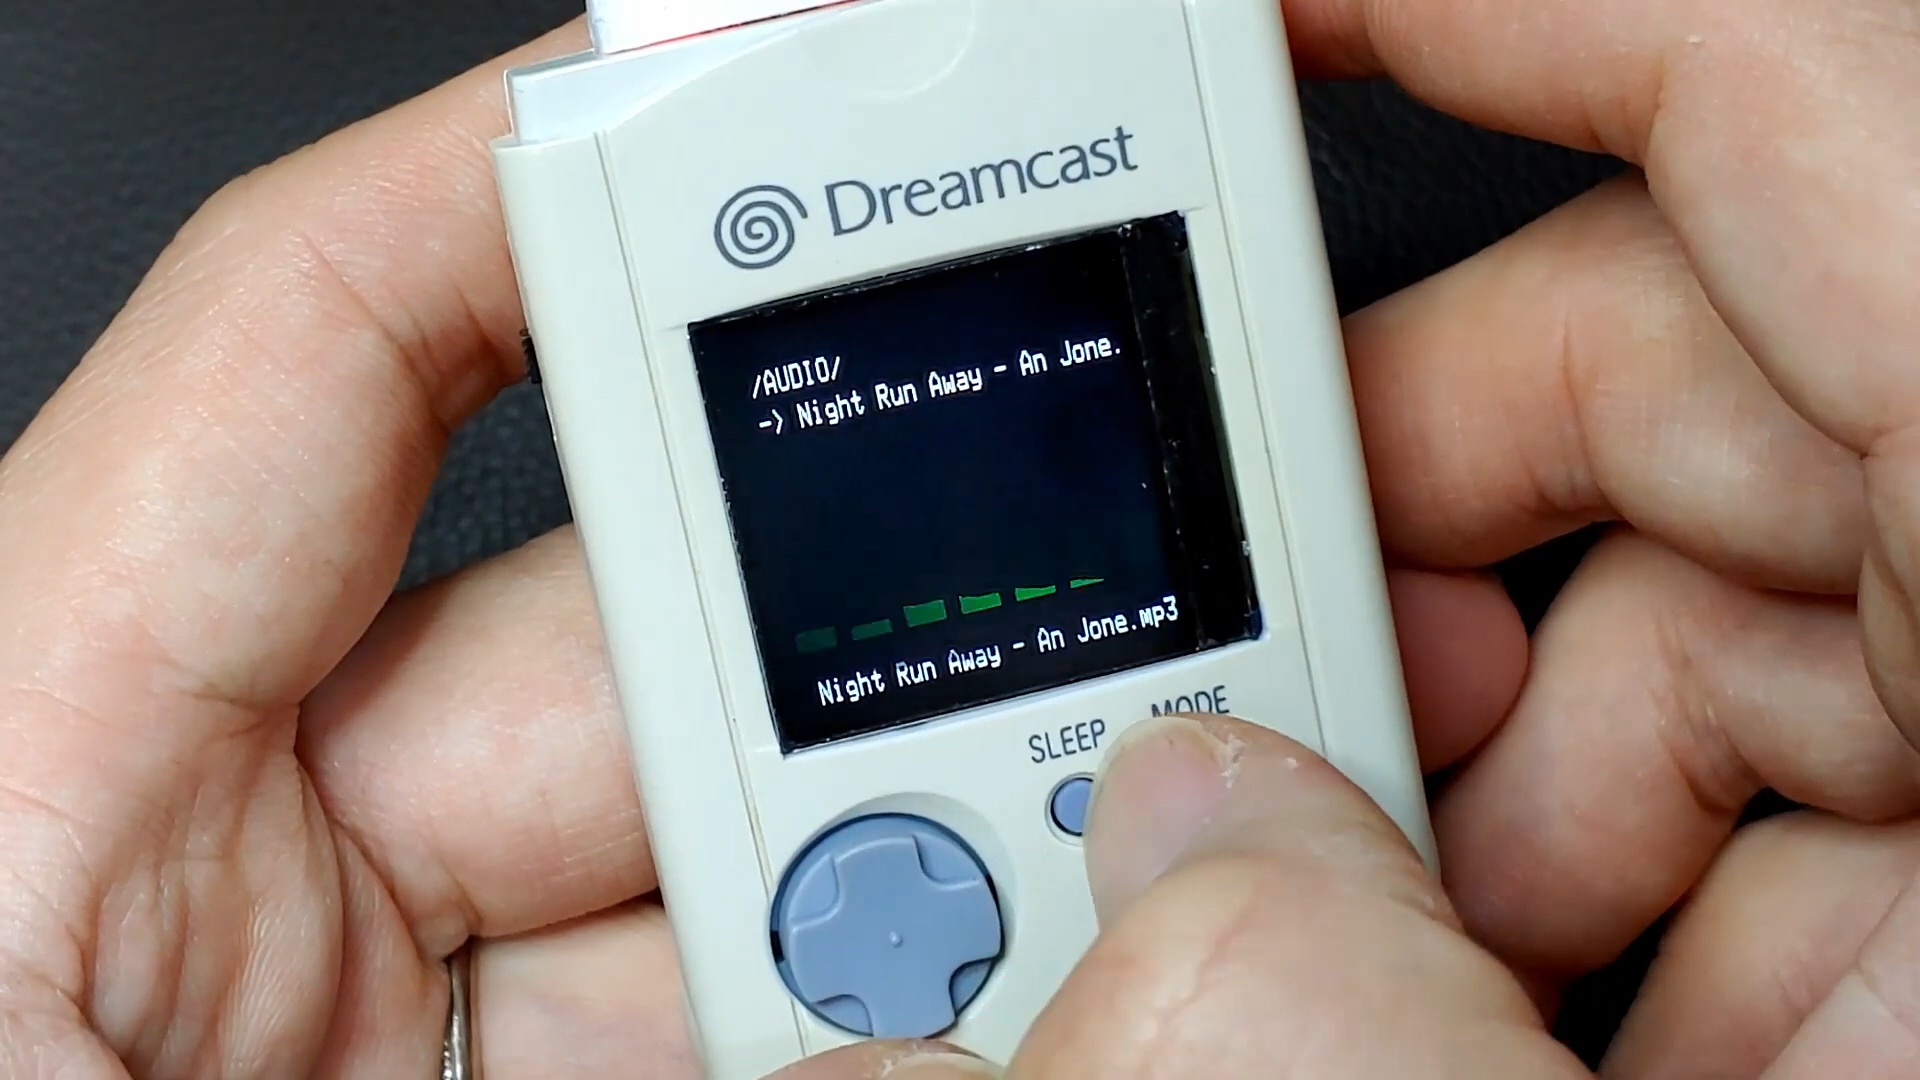 Dreamcast
/AUDIO/
-> Night Run Away - An Jone.
Night Run Away - An Jone.mp3
SLEEP
MODE